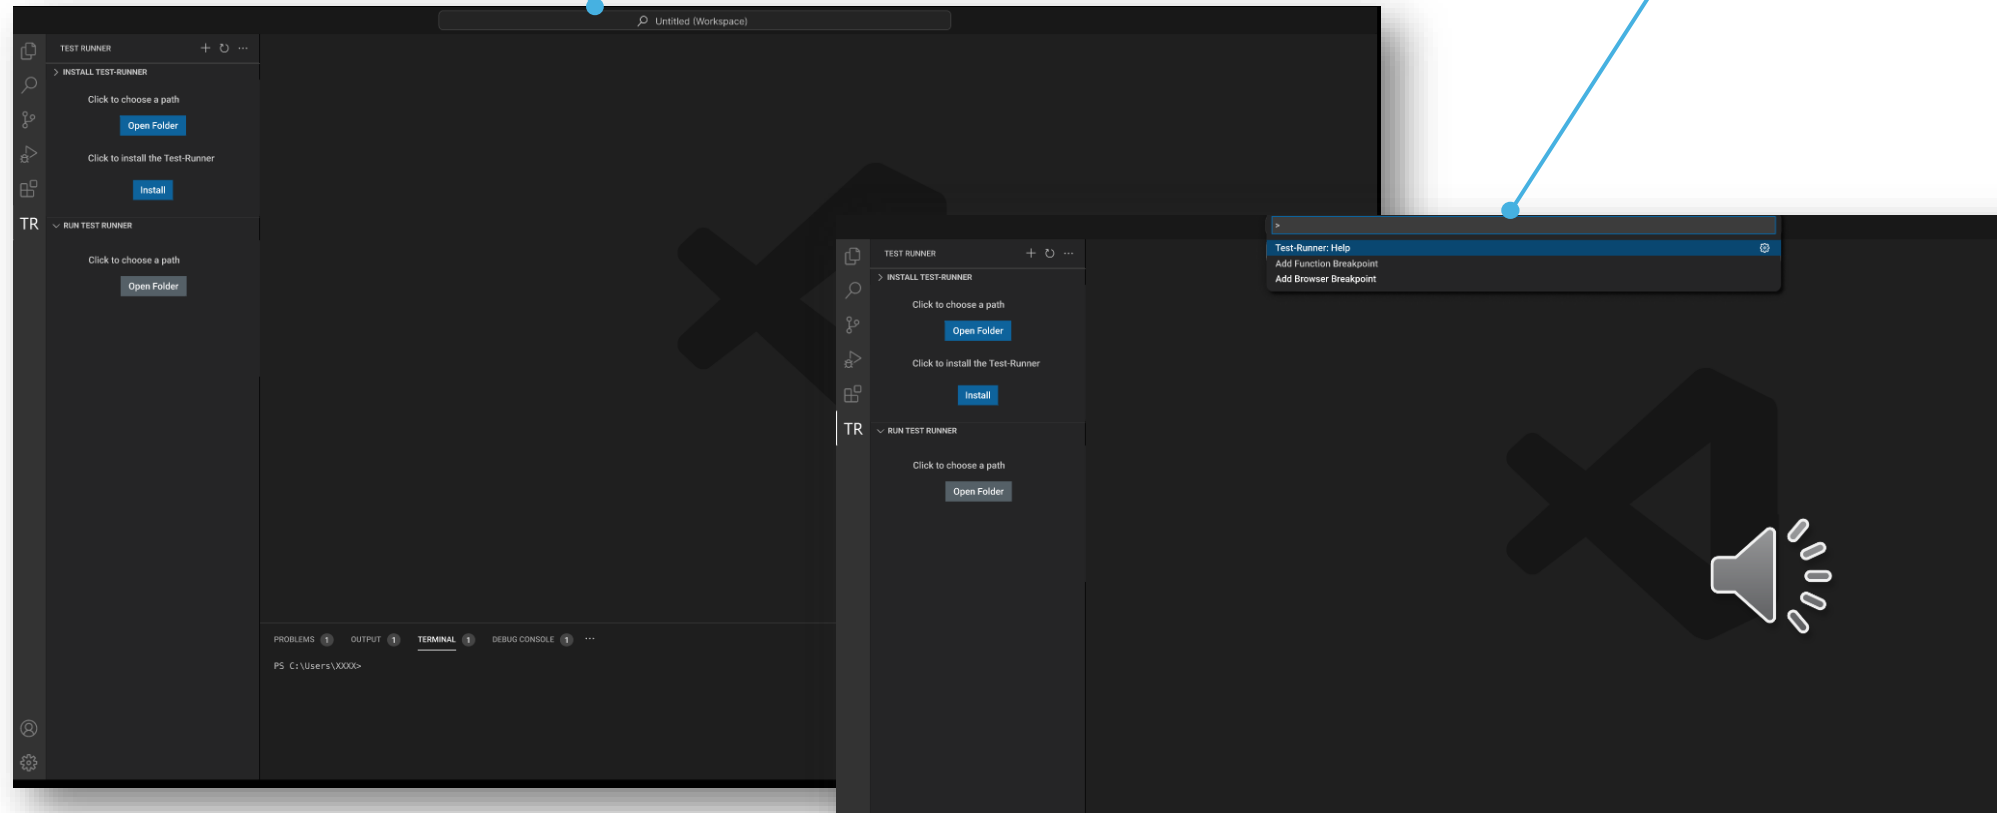 Untitled (Workspace)
TEST RUNNER
INSTALL TEST-RUNNER
Click to choose a path
Open Folder
Click to install the Test-Runner
Install
TR
RUN TEST RUNNER
Click to choose a path
Open Folder
PROBLEMS 1 OUTPUT 1 TERMINAL 1 DEBUG CONSOLE 1 ···
PS C:\Users\XXXX>
>
Test-Runner: Help
Add Function Breakpoint
Add Browser Breakpoint
TEST RUNNER
INSTALL TEST-RUNNER
Click to choose a path
Open Folder
Click to install the Test-Runner
Install
TR
RUN TEST RUNNER
Click to choose a path
Open Folder